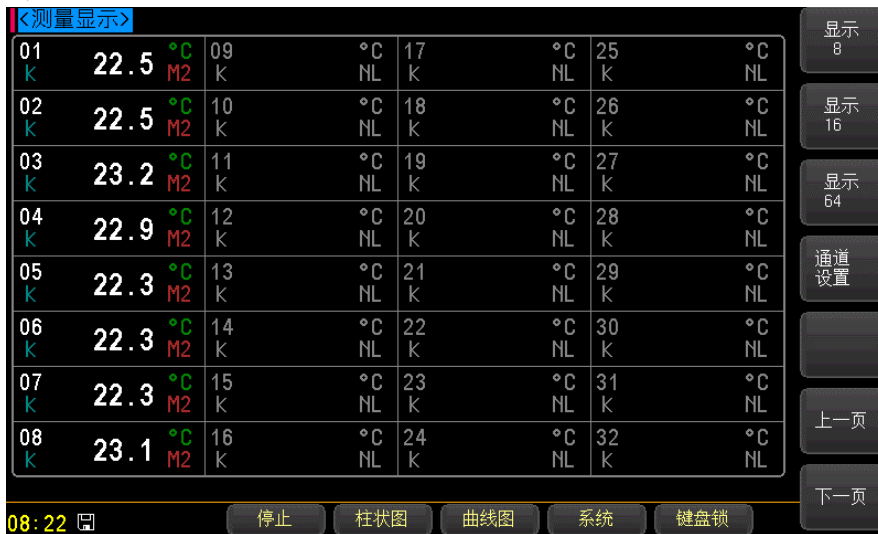 <测量显示>
01 22.5 °C 09 °C 17 °C 25 °C
K M2 K NL K NL K NL
02 22.5 °C 10 °C 18 °C 26 °C
K M2 K NL K NL K NL
03 23.2 °C 11 °C 19 °C 27 °C
K M2 K NL K NL K NL
04 22.9 °C 12 °C 20 °C 28 °C
K M2 K NL K NL K NL
05 22.3 °C 13 °C 21 °C 29 °C
K M2 K NL K NL K NL
06 22.3 °C 14 °C 22 °C 30 °C
K M2 K NL K NL K NL
07 22.3 °C 15 °C 23 °C 31 °C
K M2 K NL K NL K NL
08 23.1 °C 16 °C 24 °C 32 °C
K M2 K NL K NL K NL
显示
8
显示
16
显示
64
通道
设置
上一页
下一页
08:22 停止 柱状图 曲线图 系统 键盘锁